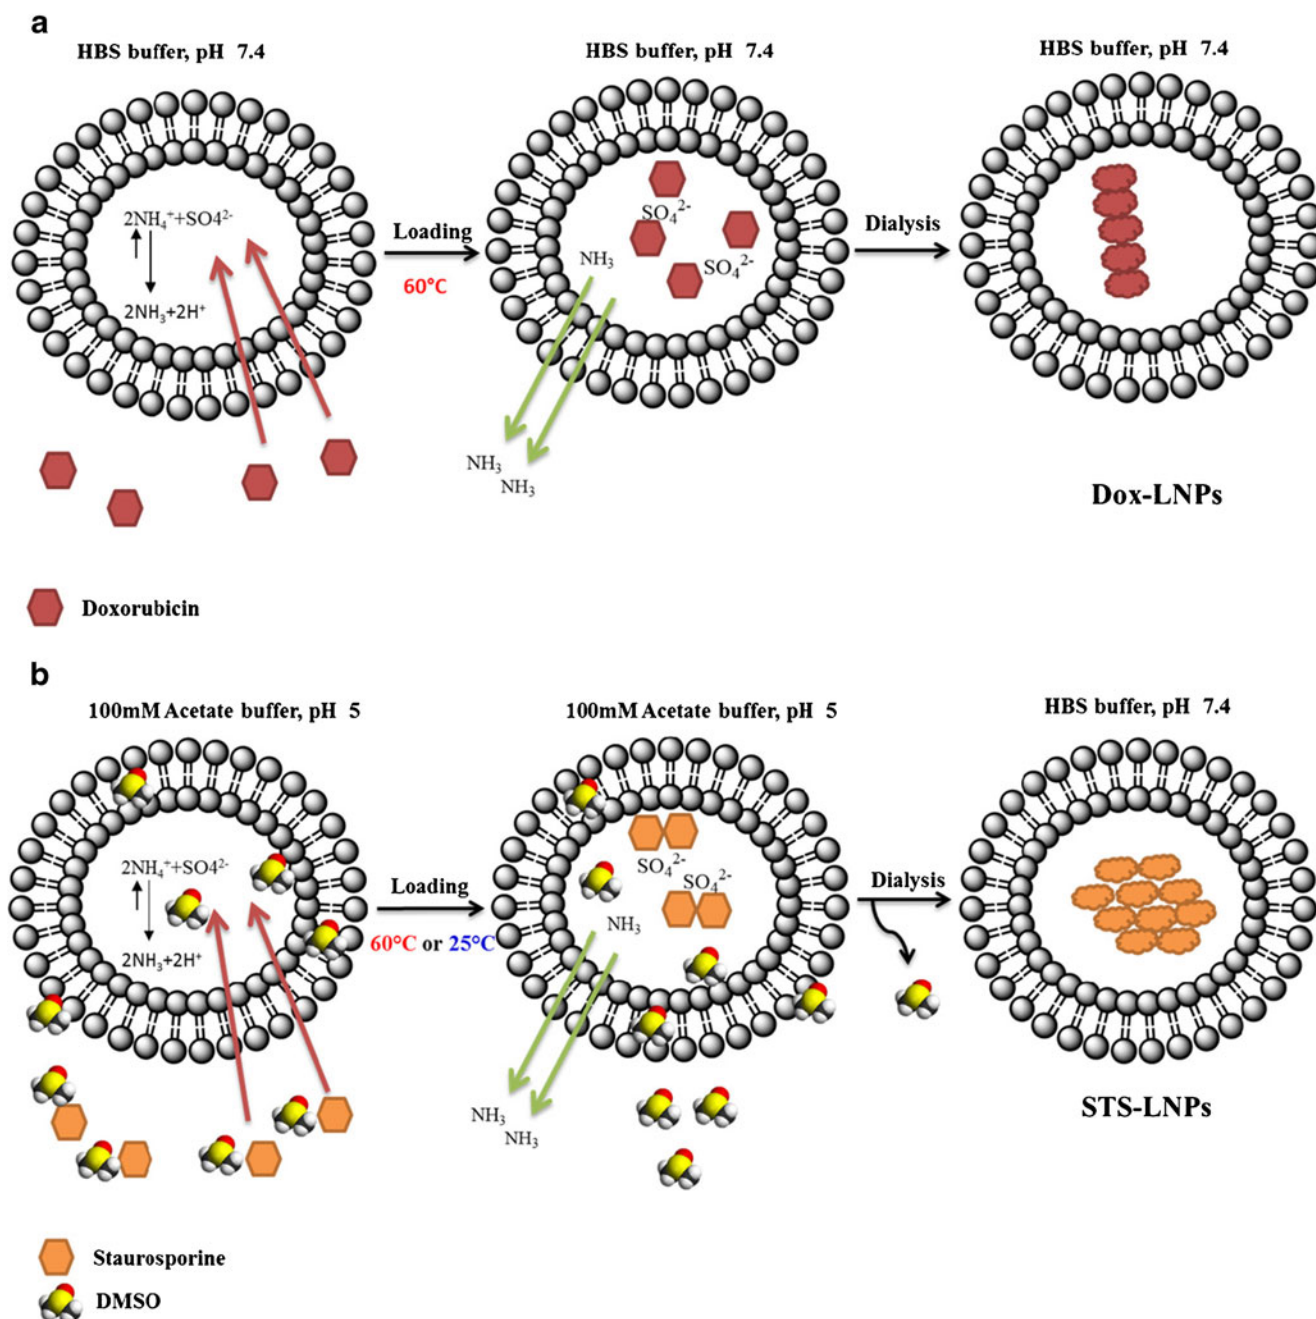 a
HBS buffer, pH 7.4
HBS buffer, pH 7.4
HBS buffer, pH 7.4
2NH₄⁺+SO4²⁻
2NH₃+2H⁺
Loading
60°C
SO₄²⁻
SO₄²⁻
NH₃
NH₃
NH₃
Dialysis
Dox-LNPs
Doxorubicin
b
100mM Acetate buffer, pH 5
100mM Acetate buffer, pH 5
HBS buffer, pH 7.4
2NH₄⁺+SO4²⁻
2NH₃+2H⁺
Loading
60°C or 25°C
SO₄²⁻
SO₄²⁻
NH₃
NH₃
NH₃
Dialysis
STS-LNPs
Staurosporine
DMSO